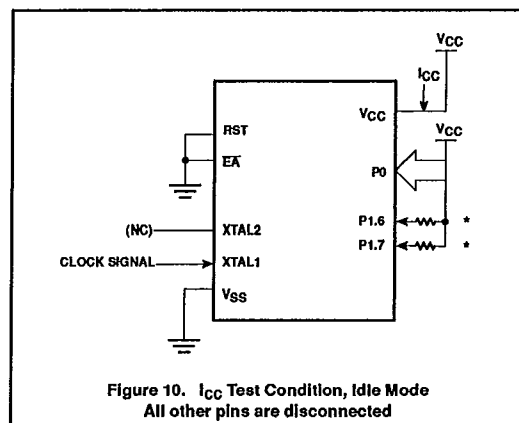 VCC
ICC
VCC
VCC
RST
EA
P0
P1.6 *
P1.7 *
(NC) XTAL2
CLOCK SIGNAL XTAL1
VSS
Figure 10. ICC Test Condition, Idle Mode
All other pins are disconnected